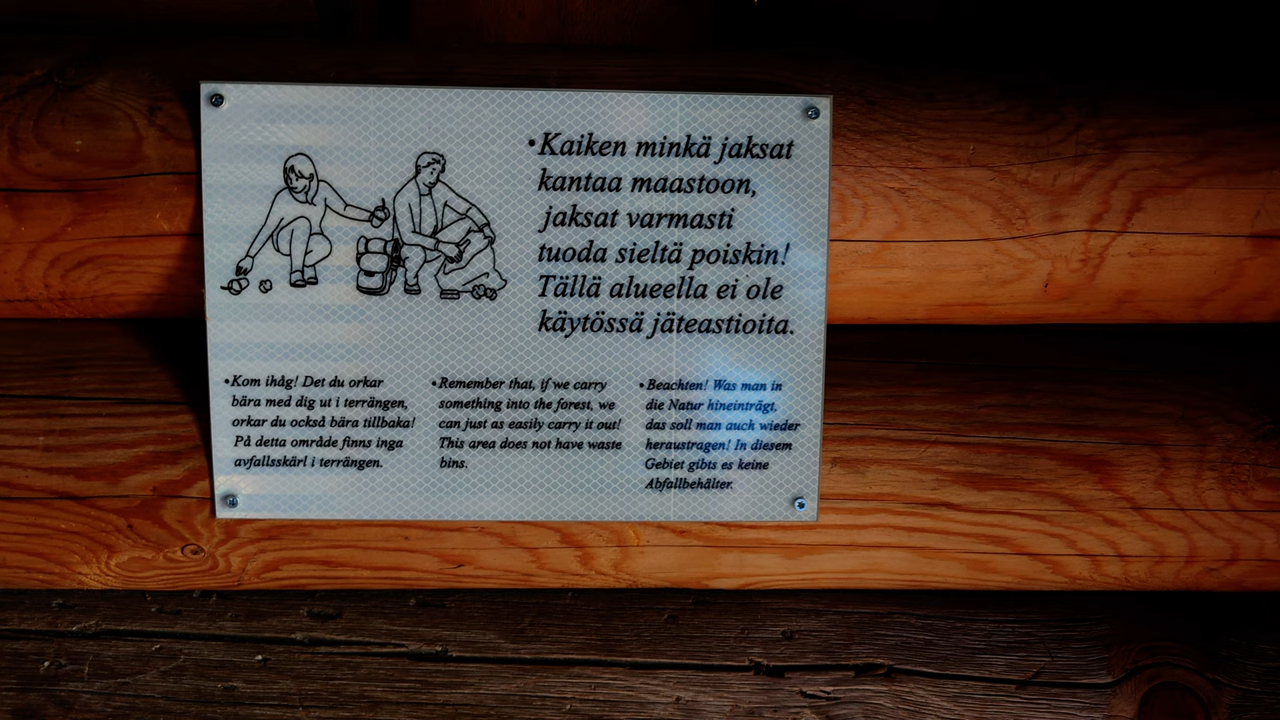 •Kaiken minkä jaksat
kantaa maastoon,
jaksat varmasti
tuoda sieltä poiskin!
Tällä alueella ei ole
käytössä jäteastioita.
•Kom ihåg! Det du orkar
bära med dig ut i terrängen,
orkar du också bära tillbaka!
På detta område finns inga
avfallsskärl i terrängen.
•Remember that, if we carry
something into the forest, we
can just as easily carry it out!
This area does not have waste
bins.
•Beachten! Was man in
die Natur hineinträgt,
das soll man auch wieder
heraustragen! In diesem
Gebiet gibts es keine
Abfallbehälter.